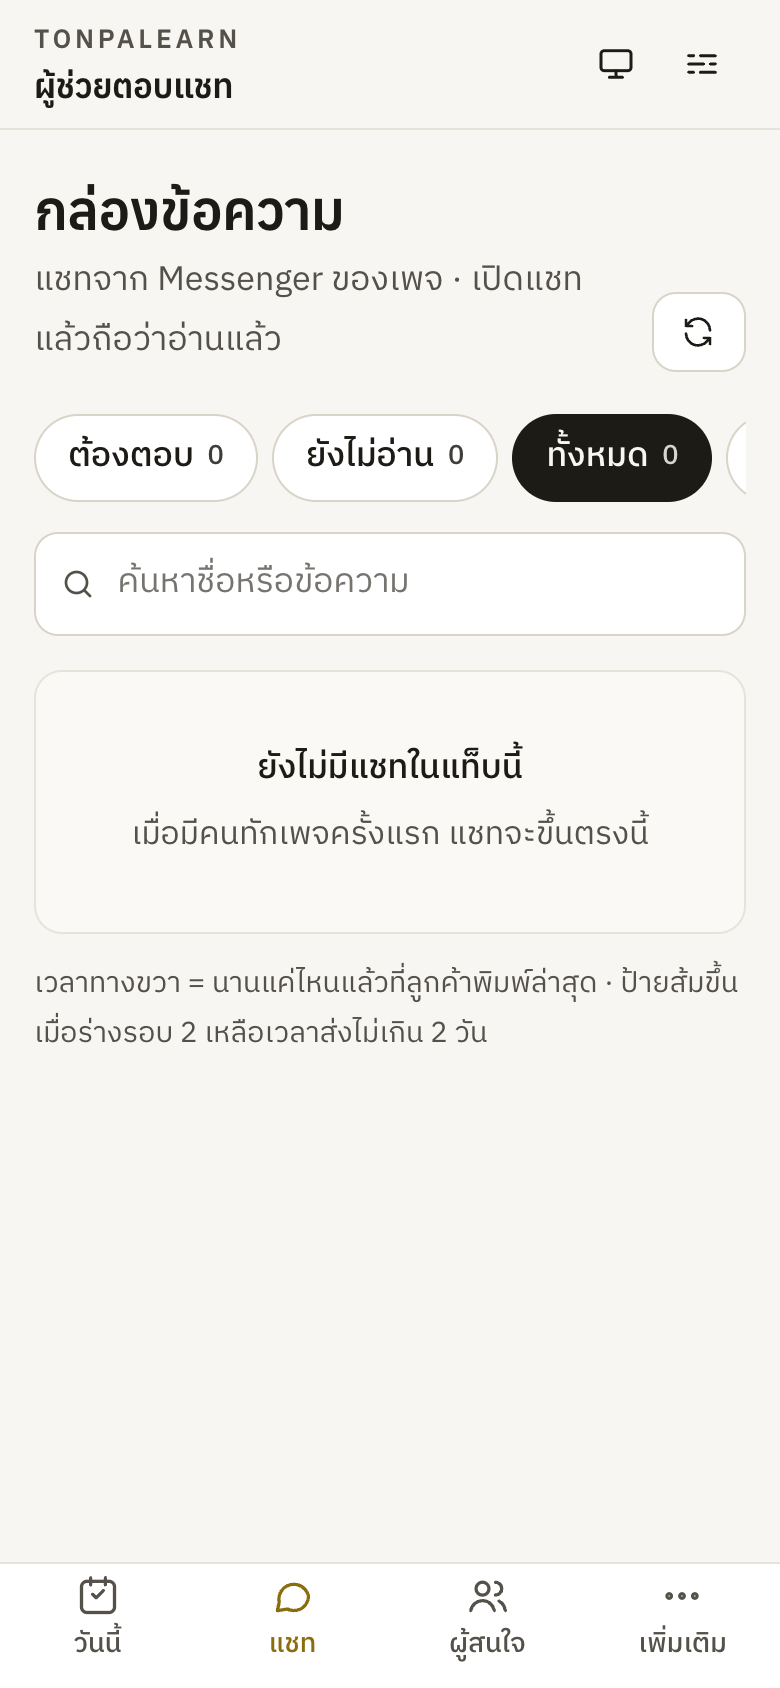 TONPALEARN
ผู้ช่วยตอบแชท
กล่องข้อความ
แชทจาก Messenger ของเพจ · เปิดแชท
แล้วถือว่าอ่านแล้ว
ต้องตอบ 0
ยังไม่อ่าน 0
ทั้งหมด 0
ค้นหาชื่อหรือข้อความ
ยังไม่มีแชทในแท็บนี้
เมื่อมีคนทักเพจครั้งแรก แชทจะขึ้นตรงนี้
เวลาทางขวา = นานแค่ไหนแล้วที่ลูกค้าพิมพ์ล่าสุด · ป้ายส้มขึ้น
เมื่อร่างรอบ 2 เหลือเวลาส่งไม่เกิน 2 วัน
วันนี้
แชท
ผู้สนใจ
เพิ่มเติม